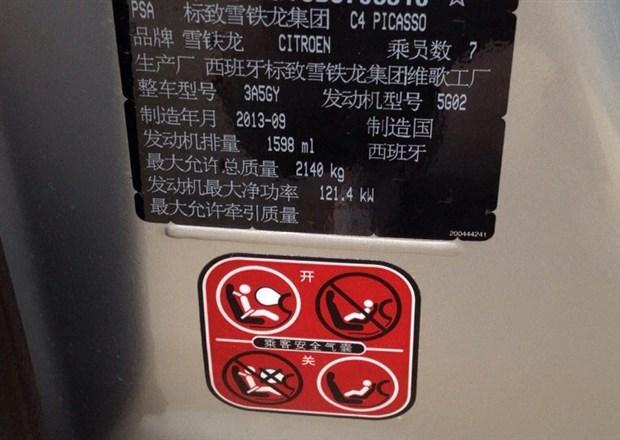 PSA 标致雪铁龙集团 C4 PICASSO
品牌 雪铁龙 CITROEN 乘员数 7
生产厂 西班牙标致雪铁龙集团维歌工厂
整车型号 3A5GY 发动机型号 5G02
制造年月 2013-09 制造国
发动机排量 1598 ml 西班牙
最大允许总质量 2140 kg
发动机最大净功率 121.4 kW
最大允许牵引质量
200444241
开
乘客安全气囊
关